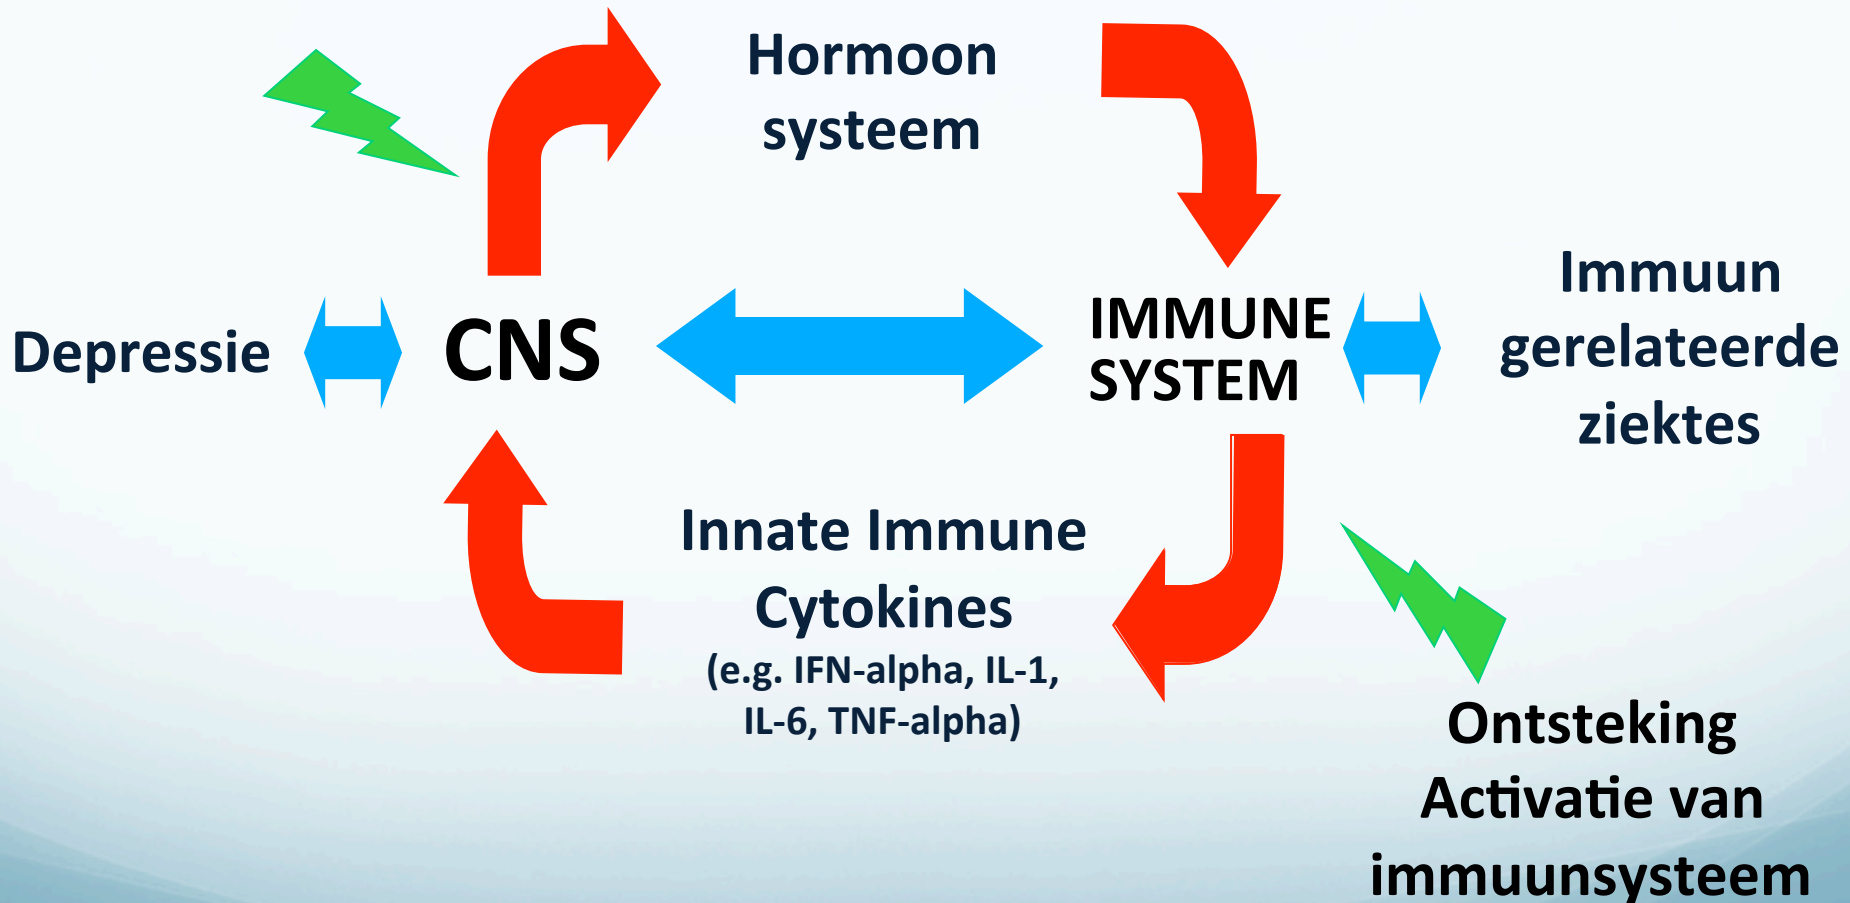 Hormoon
systeem
Depressie
CNS
IMMUNE
SYSTEM
Immuun
gerelateerde
ziektes
Innate Immune
Cytokines
(e.g. IFN-alpha, IL-1,
IL-6, TNF-alpha)
Ontsteking
Activatie van
immuunsysteem